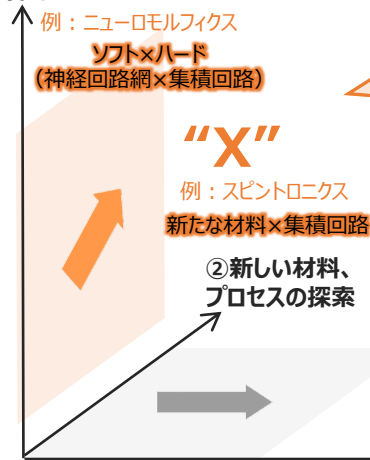 例：ニューロモルフィクス
ソフト×ハード
（神経回路網×集積回路）
“X”
例：スピントロニクス
新たな材料×集積回路
②新しい材料、
プロセスの探索